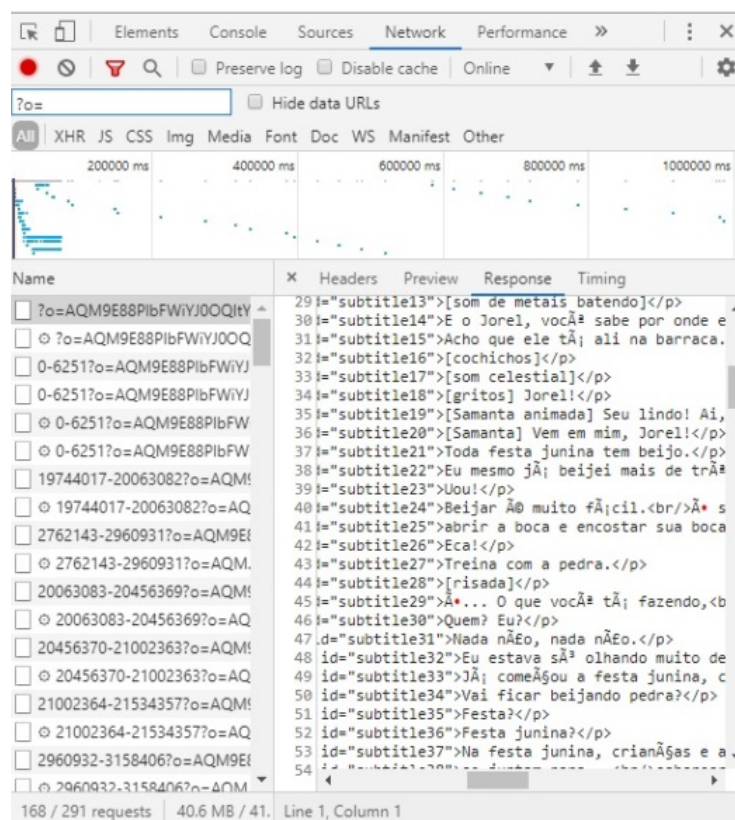 Elements Console Sources Network Performance »
Preserve log Disable cache Online
?o= Hide data URLs
All XHR JS CSS Img Media Font Doc WS Manifest Other
200000 ms 400000 ms 600000 ms 800000 ms 1000000 ms
Name × Headers Preview Response Timing
?o=AQM9E88PIbFWiYJ0OQItY
?o=AQM9E88PIbFWiYJ0OQ
0-6251?o=AQM9E88PIbFWiYJ
0-6251?o=AQM9E88PIbFWiYJ
0-6251?o=AQM9E88PIbFW
0-6251?o=AQM9E88PIbFW
19744017-20063082?o=AQM9
19744017-20063082?o=AQ
2762143-2960931?o=AQM9E8
2762143-2960931?o=AQM.
20063083-20456369?o=AQM9
20063083-20456369?o=AQ
20456370-21002363?o=AQM9
20456370-21002363?o=AQ
21002364-21534357?o=AQM9
21002364-21534357?o=AQ
2960932-3158406?o=AQM9E8
2960932-3158406?o=AQM
29 ="subtitle13">[som de metais batendo]</p>
30 ="subtitle14">E o Jorel, vocÃª sabe por onde e
31 ="subtitle15">Acho que ele tÃ¡ ali na barraca.
32 ="subtitle16">[cochichos]</p>
33 ="subtitle17">[som celestial]</p>
34 ="subtitle18">[gritos] Jorel!</p>
35 ="subtitle19">[Samanta animada] Seu lindo! Ai,
36 ="subtitle20">[Samanta] Vem em mim, Jorel!</p>
37 ="subtitle21">Toda festa junina tem beijo.</p>
38 ="subtitle22">Eu mesmo jÃ¡ beijei mais de trÃª
39 ="subtitle23">Uou!</p>
40 ="subtitle24">Beijar Ã© muito fÃ¡cil.<br/>Ã• s
41 ="subtitle25">abrir a boca e encostar sua boca
42 ="subtitle26">Eca!</p>
43 ="subtitle27">Treina com a pedra.</p>
44 ="subtitle28">[risada]</p>
45 ="subtitle29">Ã•... O que vocÃª tÃ¡ fazendo,<b
46 ="subtitle30">Quem? Eu?</p>
47 .d="subtitle31">Nada nÃ£o, nada nÃ£o.</p>
48 id="subtitle32">Eu estava sÃ³ olhando muito de
49 id="subtitle33">JÃ¡ comeÃ§ou a festa junina, c
50 id="subtitle34">Vai ficar beijando pedra?</p>
51 id="subtitle35">Festa?</p>
52 id="subtitle36">Festa junina?</p>
53 id="subtitle37">Na festa junina, crianÃ§as e a
54
168 / 291 requests 40.6 MB / 41. Line 1, Column 1